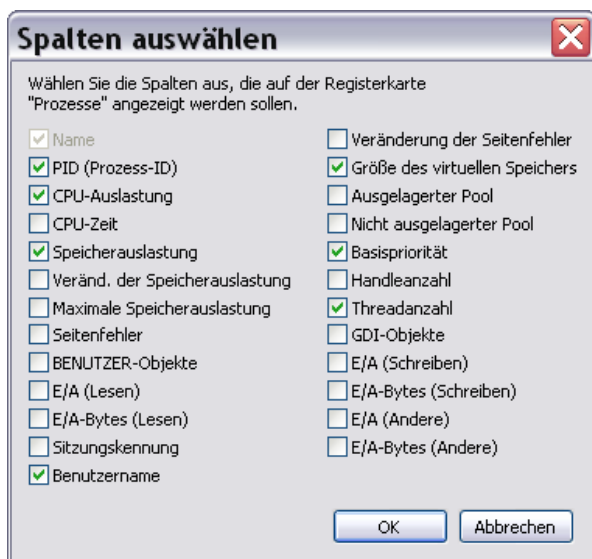 Spalten auswählen
Wählen Sie die Spalten aus, die auf der Registerkarte
"Prozesse" angezeigt werden sollen.
Name
PID (Prozess-ID)
CPU-Auslastung
CPU-Zeit
Speicherauslastung
Veränd. der Speicherauslastung
Maximale Speicherauslastung
Seitenfehler
BENUTZER-Objekte
E/A (Lesen)
E/A-Bytes (Lesen)
Sitzungskennung
Benutzername
Veränderung der Seitenfehler
Größe des virtuellen Speichers
Ausgelagerter Pool
Nicht ausgelagerter Pool
Basispriorität
Handleanzahl
Threadanzahl
GDI-Objekte
E/A (Schreiben)
E/A-Bytes (Schreiben)
E/A (Andere)
E/A-Bytes (Andere)
OK
Abbrechen